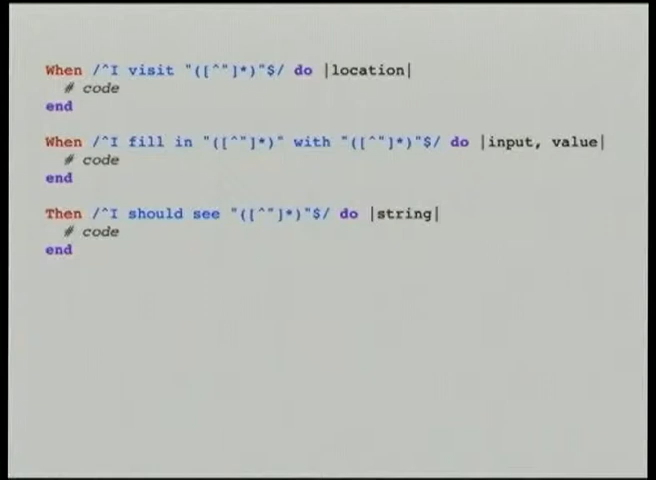 When /^I visit "([^"]*)"$/ do |location|
# code
end
When /^I fill in "([^"]*)" with "([^"]*)"$/ do |input, value|
# code
end
Then /^I should see "([^"]*)"$/ do |string|
# code
end